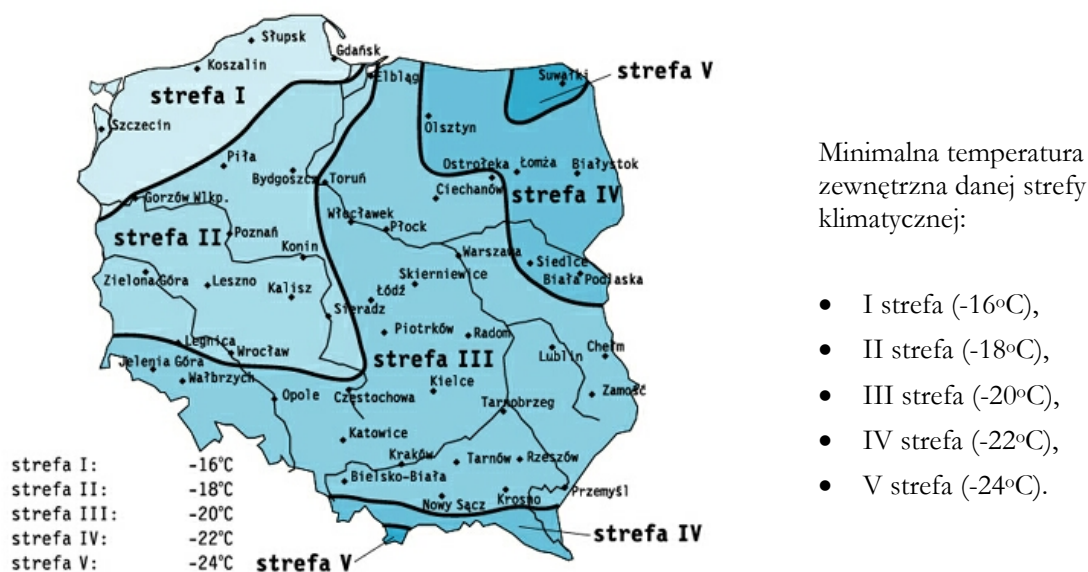 Słupsk
Gdańsk
Koszalin
Elbląg
Suwałki
strefa V
strefa I
Szczecin
Olsztyn
Piła
Bydgoszcz
Toruń
Ostrołęka
Łomża
Białystok
Ciechanów
Gorzów Wlkp.
strefa IV
Włocławek
Płock
strefa II
Poznań
Konin
Warszawa
Siedlce
Biała Podlaska
Skierniewice
Zielona Góra
Leszno
Kalisz
Łódź
Sieradz
Piotrków
Radom
Legnica
Wrocław
strefa III
Lublin
Chełm
Jelenia Góra
Wałbrzych
Opole
Częstochowa
Kielce
Zamość
Tarnobrzeg
Katowice
Kraków
Tarnów
Rzeszów
Bielsko-Biała
Nowy Sącz
Krosno
Przemyśl
strefa IV
strefa V
strefa I: -16°C
strefa II: -18°C
strefa III: -20°C
strefa IV: -22°C
strefa V: -24°C
Minimalna temperatura
zewnętrzna danej strefy
klimatycznej:
• I strefa (-16°C),
• II strefa (-18°C),
• III strefa (-20°C),
• IV strefa (-22°C),
• V strefa (-24°C).